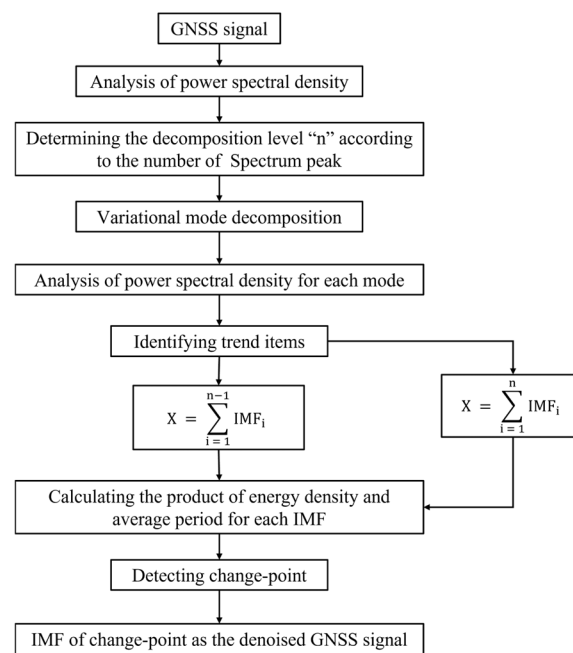 GNSS signal
Analysis of power spectral density
Determining the decomposition level “n” according
to the number of Spectrum peak
Variational mode decomposition
Analysis of power spectral density for each mode
Identifying trend items
n−1
X = ∑ IMFᵢ
i = 1
n
X = ∑ IMFᵢ
i = 1
Calculating the product of energy density and
average period for each IMF
Detecting change-point
IMF of change-point as the denoised GNSS signal